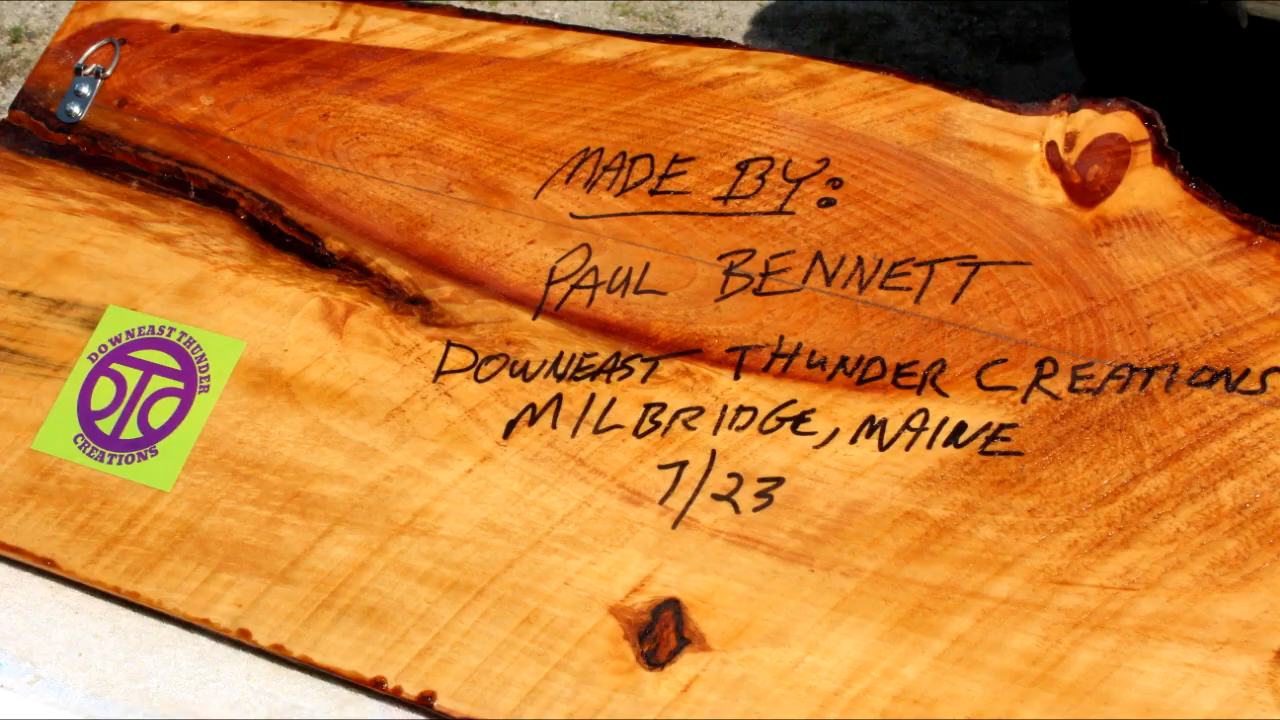 MADE BY:
PAUL BENNETT
DOWNEAST THUNDER CREATIONS
MILBRIDGE, MAINE
7/23
DOWNEAST THUNDER
DTC
CREATIONS